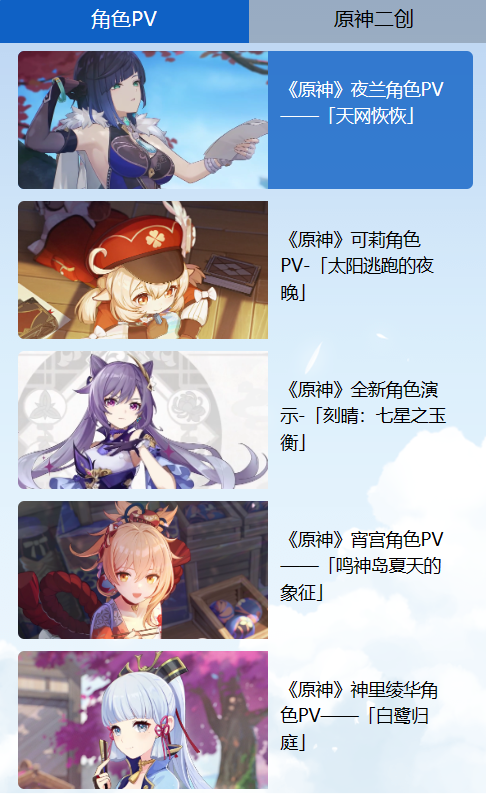 角色PV
原神二创
《原神》夜兰角色PV
——「天网恢恢」
《原神》可莉角色
PV-「太阳逃跑的夜
晚」
《原神》全新角色演
示-「刻晴：七星之玉
衡」
《原神》宵宫角色PV
——「鸣神岛夏天的
象征」
《原神》神里绫华角
色PV——「白鹭归
庭」